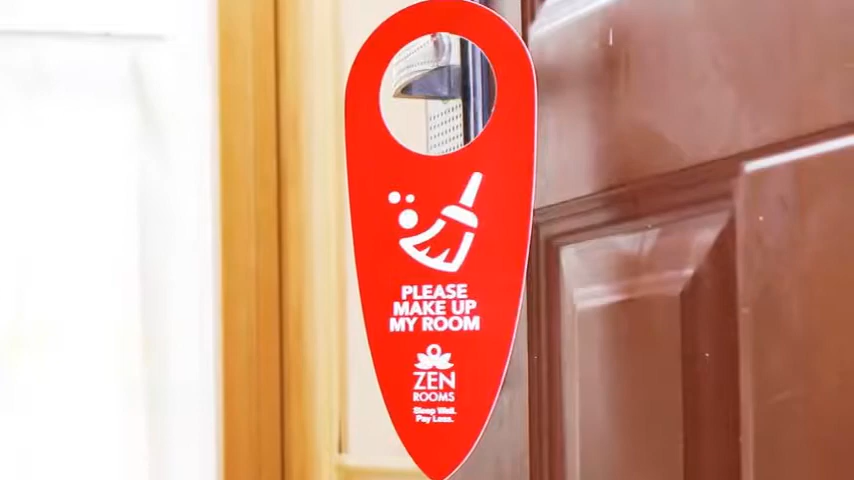 PLEASE
MAKE UP
MY ROOM
ZEN
ROOMS
Sleep Well.
Pay Less.